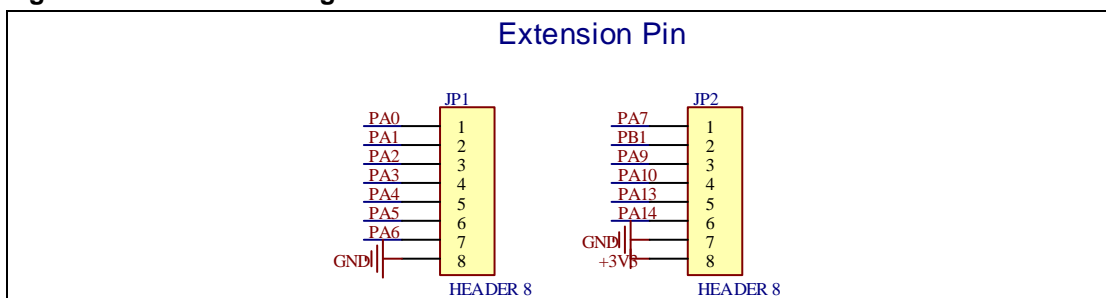 Extension Pin
JP1
PA0 1
PA1 2
PA2 3
PA3 4
PA4 5
PA5 6
PA6 7
GND 8
HEADER 8
JP2
PA7 1
PB1 2
PA9 3
PA10 4
PA13 5
PA14 6
GND 7
+3V3 8
HEADER 8